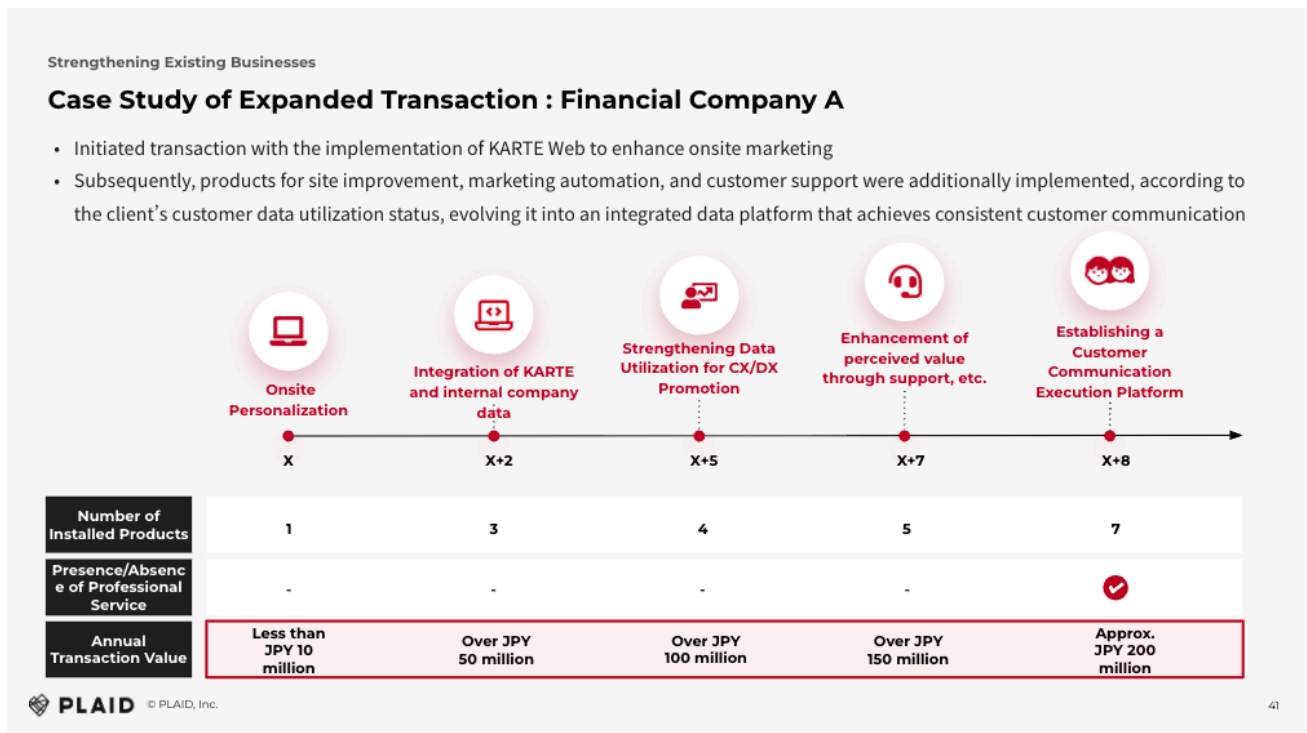 Strengthening Existing Businesses
Case Study of Expanded Transaction : Financial Company A
• Initiated transaction with the implementation of KARTE Web to enhance onsite marketing
• Subsequently, products for site improvement, marketing automation, and customer support were additionally implemented, according to
the client's customer data utilization status, evolving it into an integrated data platform that achieves consistent customer communication
Onsite
Personalization
Integration of KARTE
and internal company
data
Strengthening Data
Utilization for CX/DX
Promotion
Enhancement of
perceived value
through support, etc.
Establishing a
Customer
Communication
Execution Platform
X
X+2
X+5
X+7
X+8
Number of
Installed Products
1
3
4
5
7
Presence/Absenc
e of Professional
Service
-
-
-
-
Annual
Transaction Value
Less than
JPY 10
million
Over JPY
50 million
Over JPY
100 million
Over JPY
150 million
Approx.
JPY 200
million
PLAID
© PLAID, Inc.
41